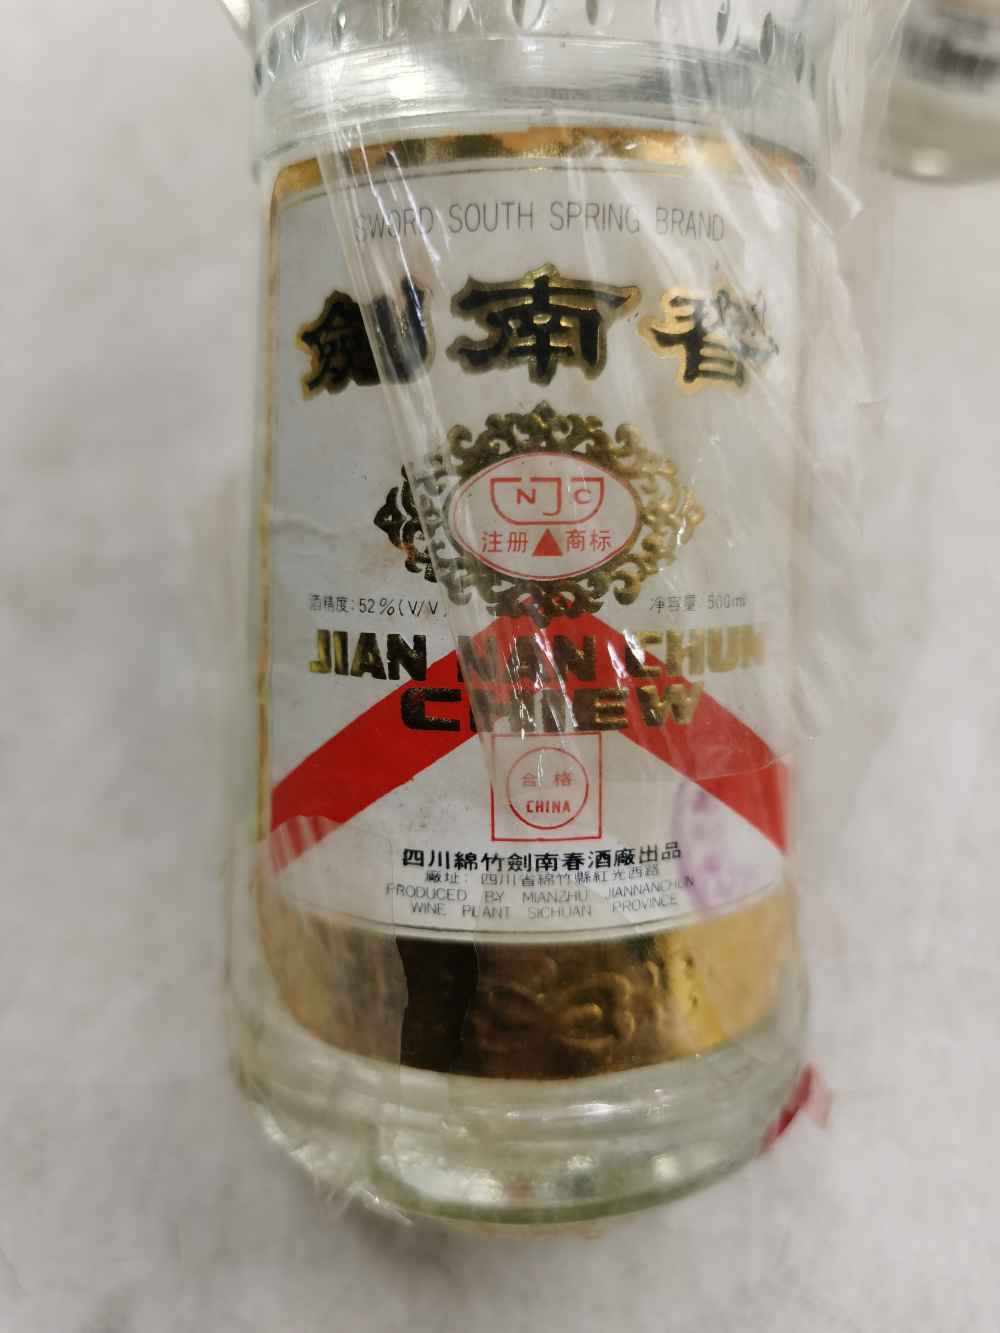 SWORD SOUTH SPRING BRAND
劍南春
NJC
注册 商标
酒精度:52%(V/V) 净容量 500ml
JIAN NAN CHUN
CHIEW
合格
CHINA
四川綿竹劍南春酒廠出品
廠址：四川省綿竹縣紅光西路
PRODUCED BY MIANZHU JIANNANCHUN
WINE PLANT SICHUAN PROVINCE